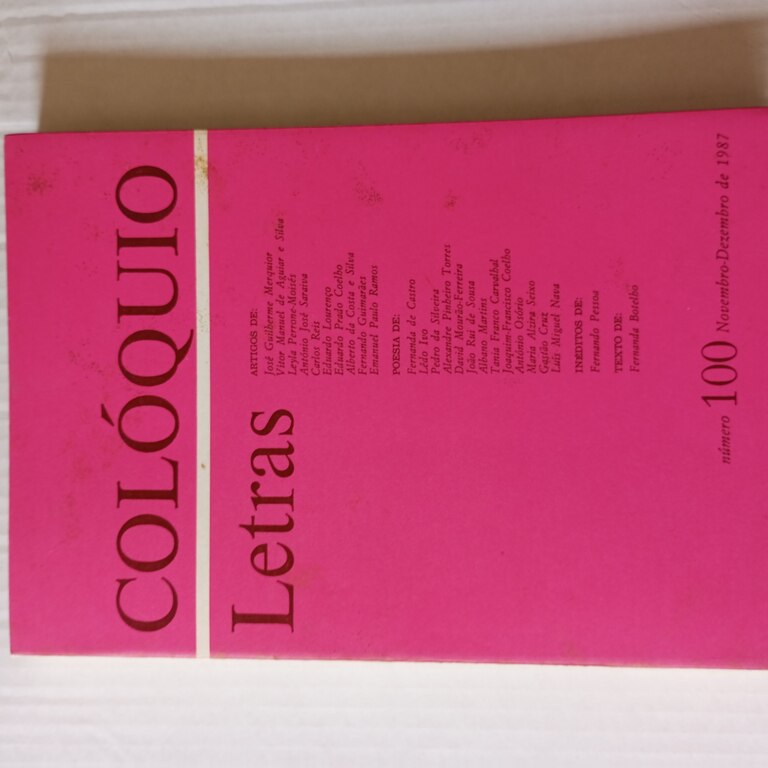 COLÓQUIO
Letras
ARTIGOS DE:
José Guilherme Merquior
Vítor Manuel de Aguiar e Silva
Leyla Perrone-Moisés
António José Saraiva
Carlos Reis
Eduardo Lourenço
Eduardo Prado Coelho
Alberto da Costa e Silva
Fernando Guimarães
Emanuel Paulo Ramos
POESIA DE:
Fernanda de Castro
Lêdo Ivo
Pedro da Silveira
Alexandre Pinheiro Torres
David Mourão-Ferreira
João Rui de Sousa
Albano Martins
Tania Franco Carvalhal
Joaquim-Francisco Coelho
António Osório
Maria Alzira Seixo
Gastão Cruz
Luís Miguel Nava
INÉDITOS DE:
Fernando Pessoa
TEXTO DE:
Fernanda Botelho
número 100 Novembro-Dezembro de 1987